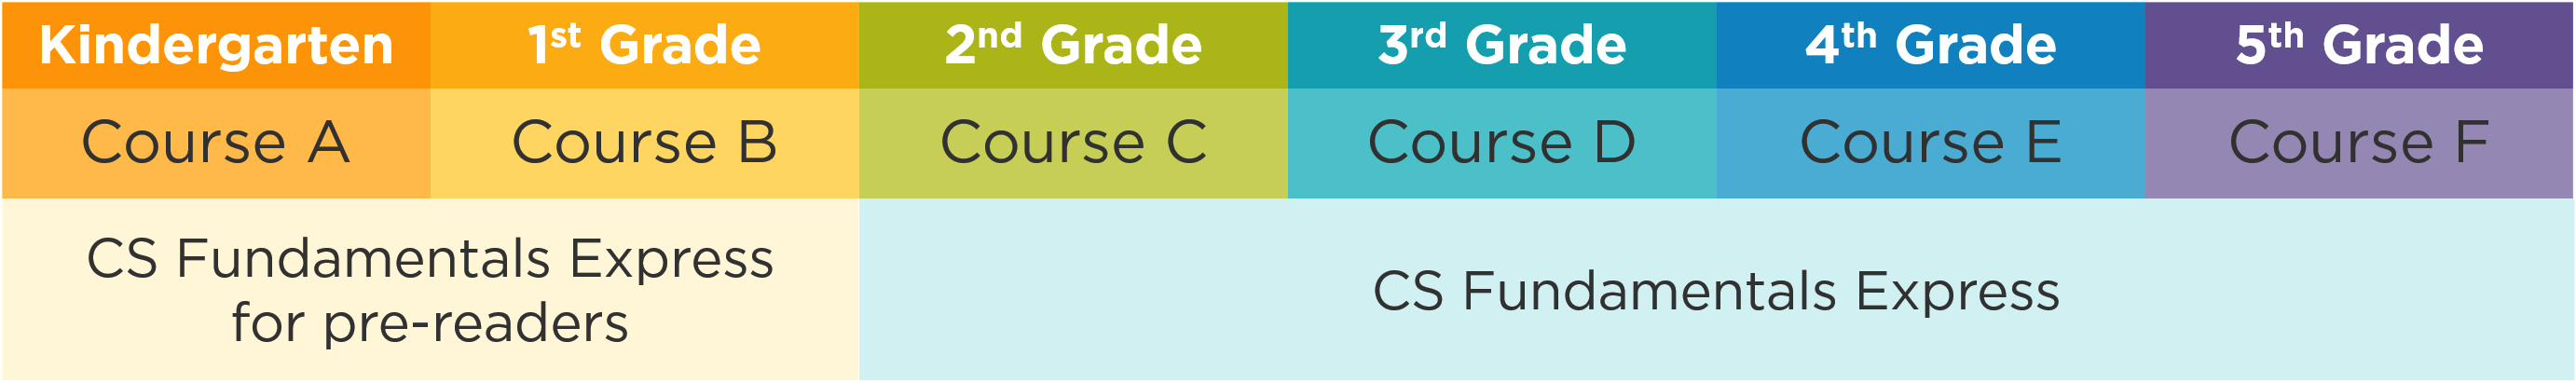 Kindergarten 1st Grade 2nd Grade 3rd Grade 4th Grade 5th Grade
Course A Course B Course C Course D Course E Course F
CS Fundamentals Express
for pre-readers
CS Fundamentals Express